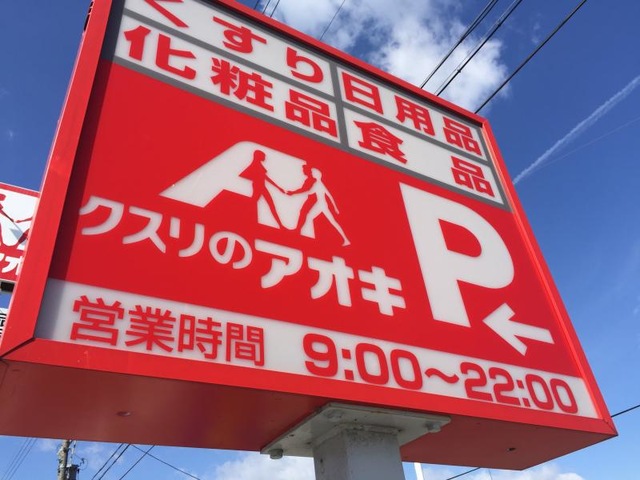 くすり 日用品
化粧品 食品
クスリのアオキ
P
営業時間 9:00～22:00